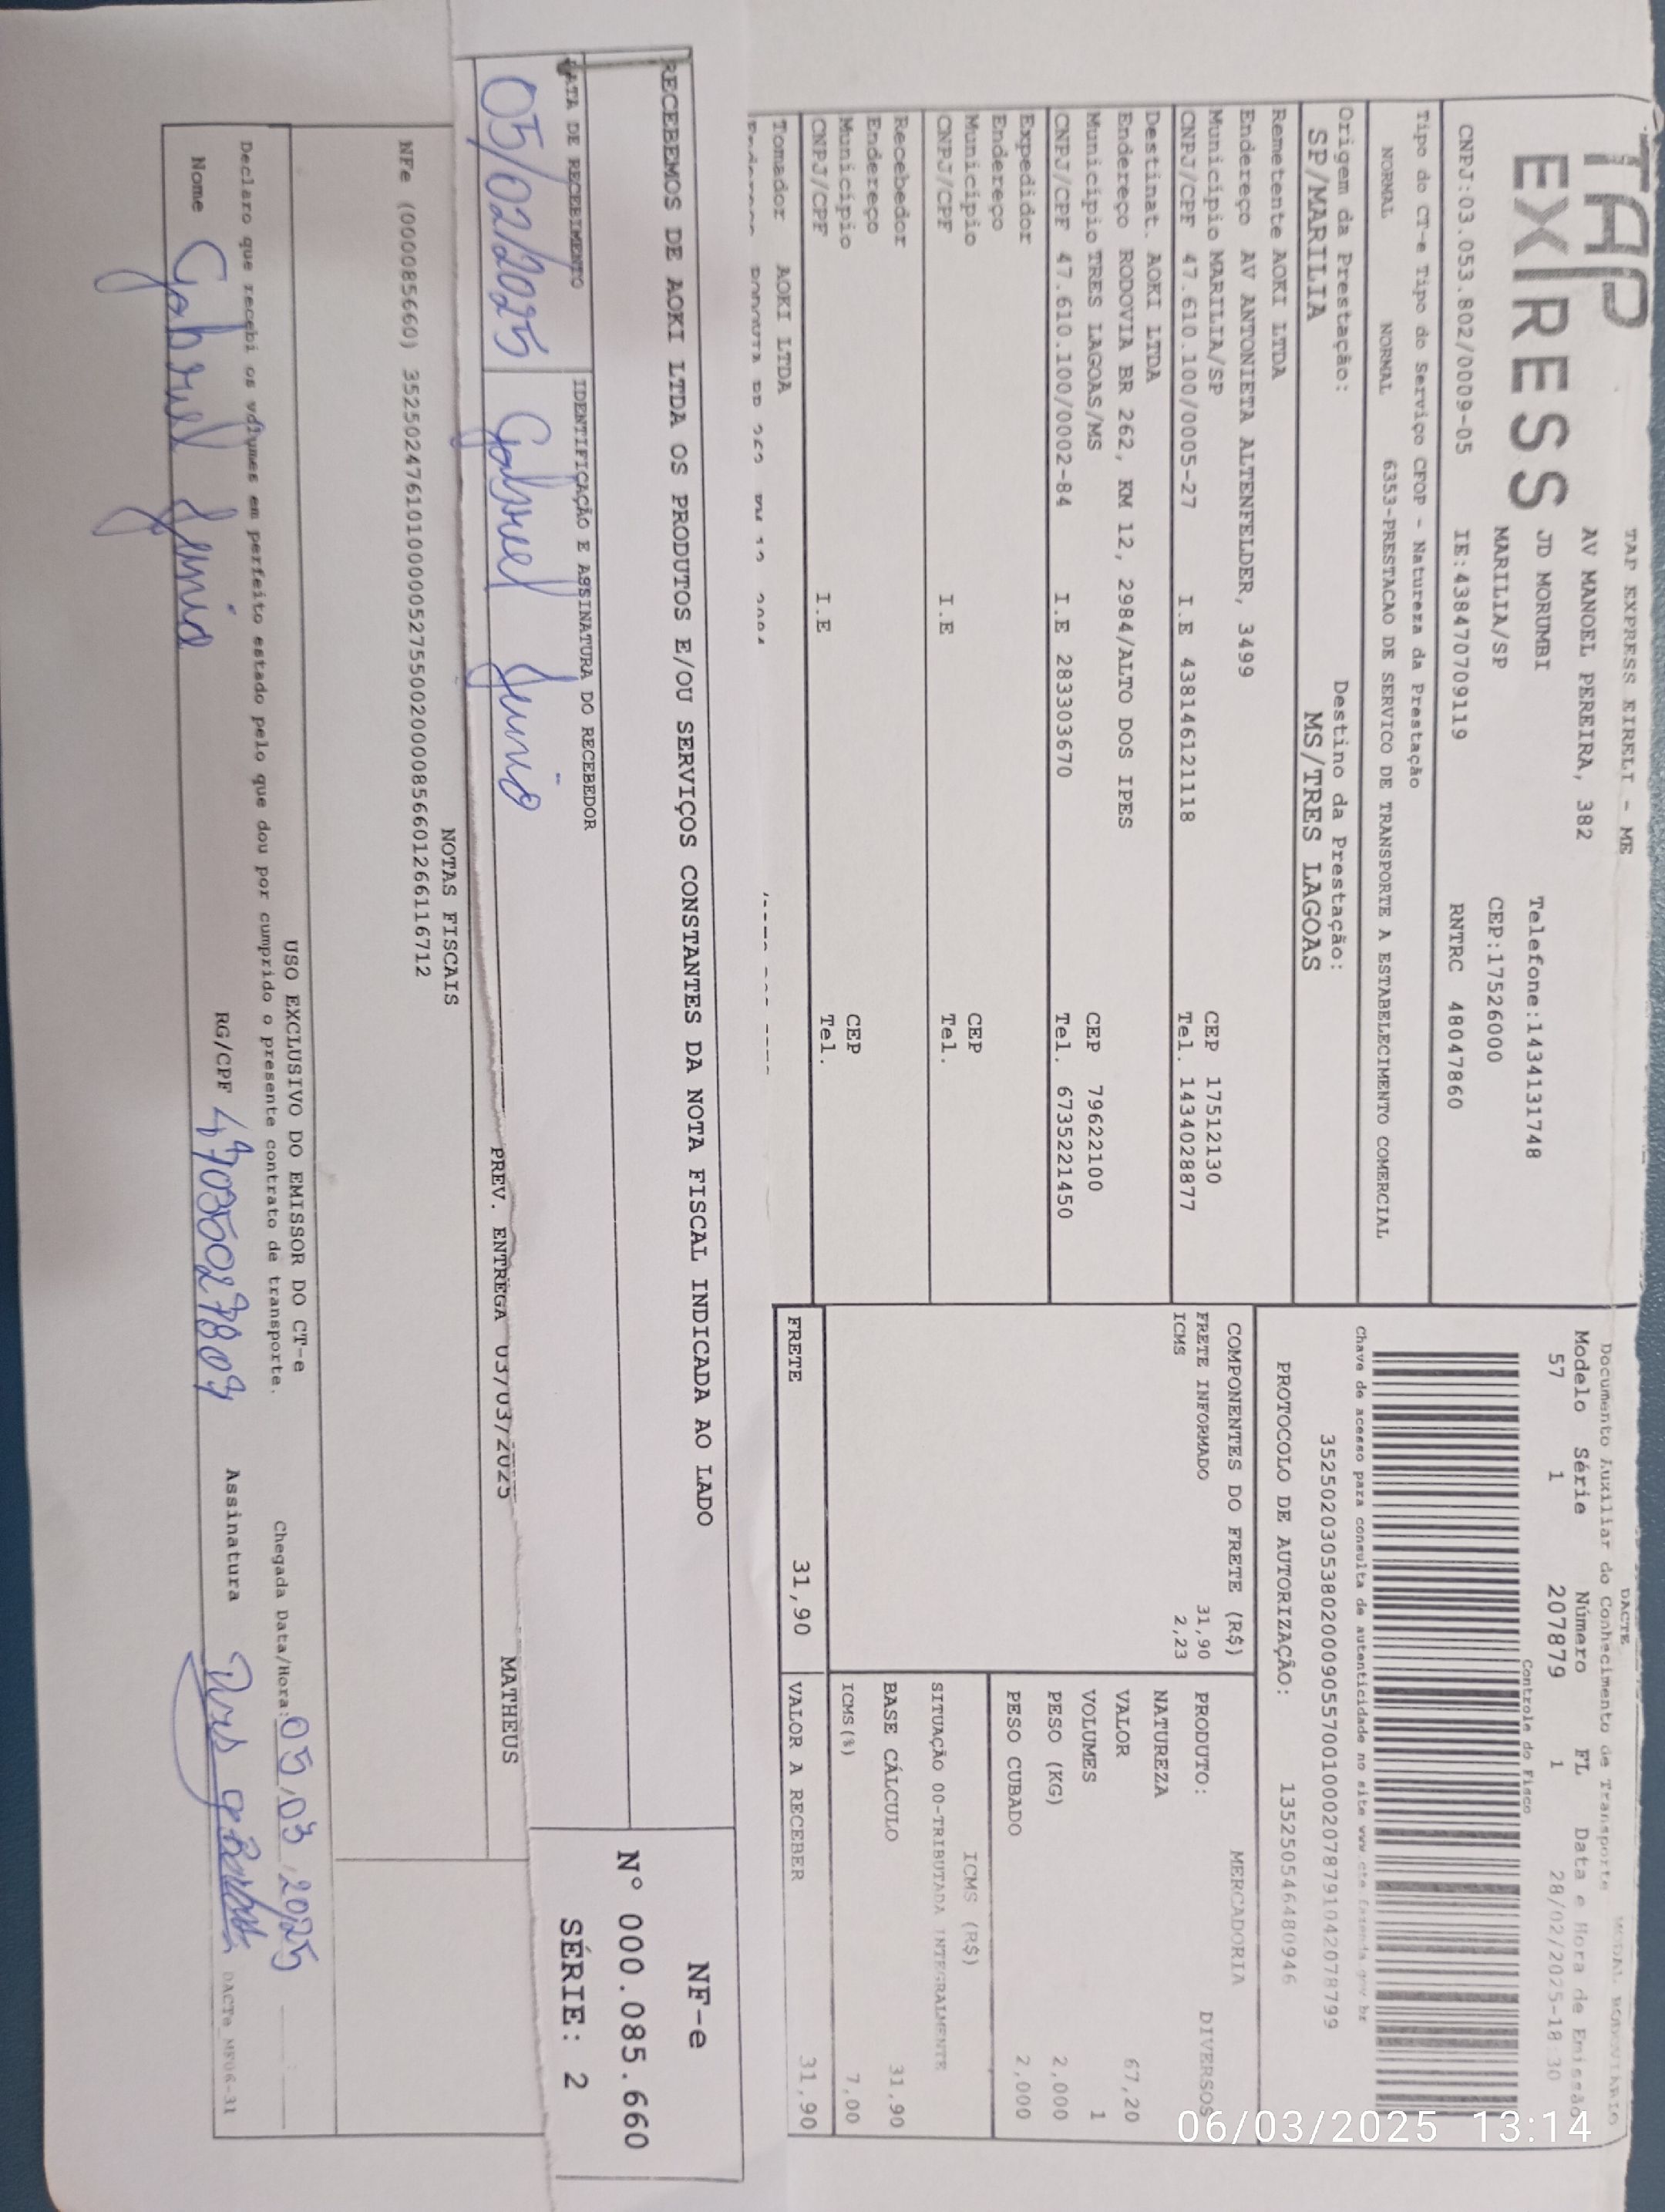 TAP
EXPRESS
TAP EXPRESS EIRELI - ME
AV MANOEL PEREIRA, 382
JD MORUMBI Telefone:1434131748
MARILIA/SP CEP:17526000
CNPJ:03.053.802/0009-05 IE:438470709119 RNTRC 48047860
Tipo do CT-e Tipo do Serviço CFOP - Natureza da Prestação
NORMAL NORMAL 6353-PRESTACAO DE SERVICO DE TRANSPORTE A ESTABELECIMENTO COMERCIAL
Origem da Prestação: Destino da Prestação:
SP/MARILIA MS/TRES LAGOAS
DACTE
Documento Auxiliar do Conhecimento de Transporte
MODAL RODOVIARIO
Modelo Série Número FL Data e Hora de Emissão
57 1 207879 1 28/02/2025-18:30
Controle do Fisco
Chave de acesso para consulta de autenticidade no site www.cte.fazenda.gov.br
35250203053802000905570010002078791042078799
PROTOCOLO DE AUTORIZAÇÃO: 135250546480946
Remetente AOKI LTDA
Endereço AV ANTONIETA ALTENFELDER, 3499
Município MARILIA/SP CEP 17512130
CNPJ/CPF 47.610.100/0005-27 I.E 438146121118 Tel. 1434028877
Destinat. AOKI LTDA
Endereço RODOVIA BR 262, KM 12, 2984/ALTO DOS IPES
Município TRES LAGOAS/MS CEP 79622100
CNPJ/CPF 47.610.100/0002-84 I.E 283303670 Tel. 6735221450
Expedidor
Endereço
Município CEP
CNPJ/CPF I.E Tel.
Recebedor
Endereço
Município CEP
CNPJ/CPF I.E Tel.
Tomador AOKI LTDA
COMPONENTES DO FRETE (R$)
FRETE INFORMADO 31,90
ICMS 2,23
FRETE 31,90
MERCADORIA
PRODUTO: DIVERSOS
NATUREZA
VALOR 67,20
VOLUMES 1
PESO (KG) 2,000
PESO CUBADO 2,000
ICMS (R$)
SITUAÇÃO 00-TRIBUTADA INTEGRALMENTE
BASE CÁLCULO 31,90
ICMS(%) 7,00
VALOR A RECEBER 31,90
RECEBEMOS DE AOKI LTDA OS PRODUTOS E/OU SERVIÇOS CONSTANTES DA NOTA FISCAL INDICADA AO LADO
DATA DE RECEBIMENTO IDENTIFICAÇÃO E ASSINATURA DO RECEBEDOR
05/02/2025 Gabriel Junio
NF-e
Nº 000.085.660
SÉRIE: 2
PREV. ENTREGA 03/03/2025 MATHEUS
NOTAS FISCAIS
NFe (000085660) 35250247610100000527550020000856601266116712
USO EXCLUSIVO DO EMISSOR DO CT-e
Declaro que recebi os volumes em perfeito estado pelo que dou por cumprido o presente contrato de transporte.
Chegada Data/Hora: 05/03/2025
Nome Gabriel Junio RG/CPF Assinatura
DACTe_MF06-31
06/03/2025 13:14